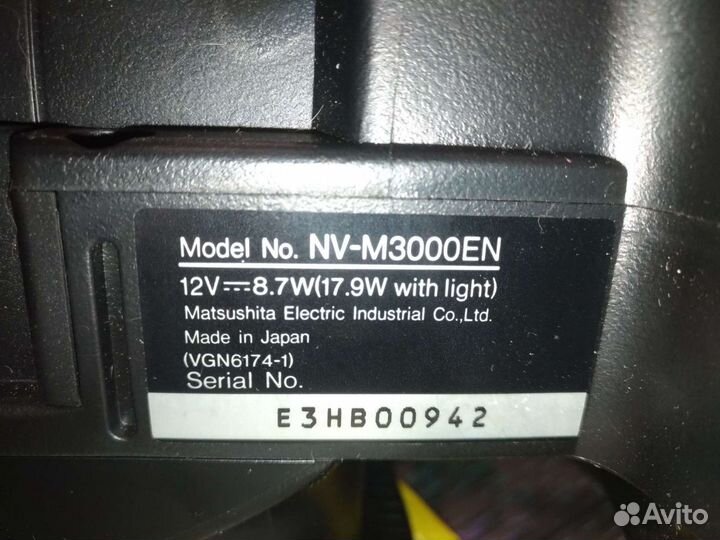 Model No. NV-M3000EN
12V⎓8.7W(17.9W with light)
Matsushita Electric Industrial Co.,Ltd.
Made in Japan
(VGN6174-1)
Serial No.
E3HB00942
Avito